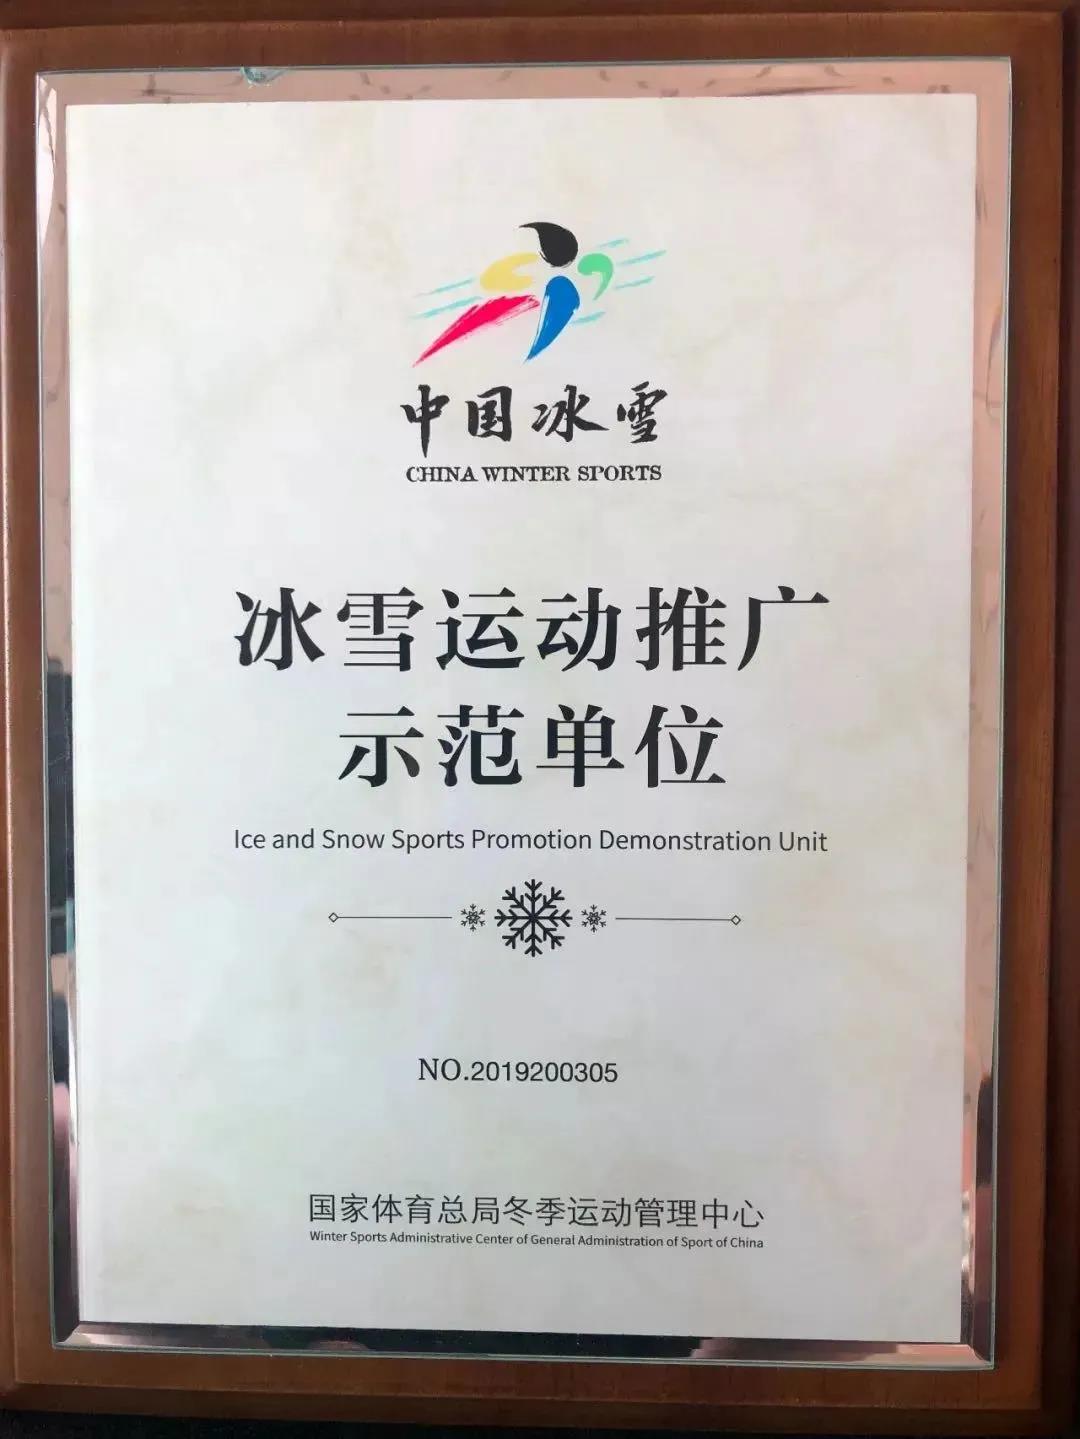 中国冰雪
CHINA WINTER SPORTS
冰雪运动推广
示范单位
Ice and Snow Sports Promotion Demonstration Unit
NO.2019200305
国家体育总局冬季运动管理中心
Winter Sports Administrative Center of General Administration of Sport of China